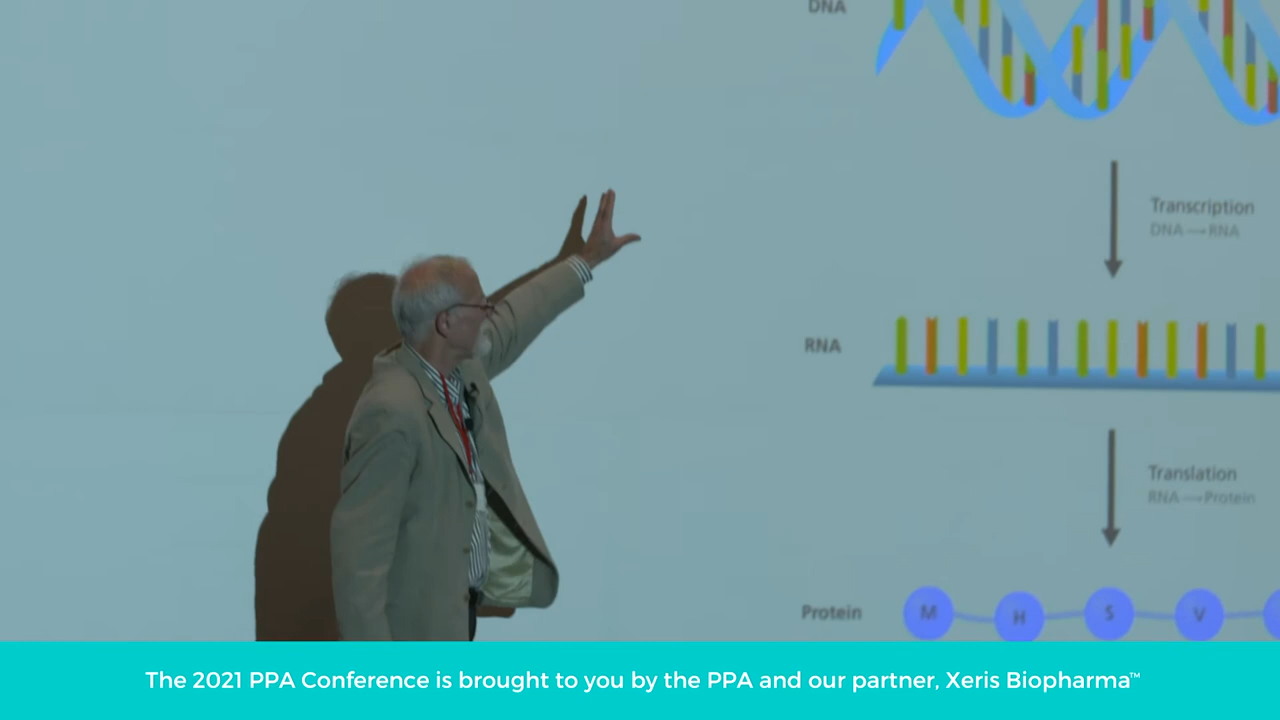 DNA
Transcription
DNA → RNA
RNA
Translation
RNA → Protein
Protein M H S V
The 2021 PPA Conference is brought to you by the PPA and our partner, Xeris Biopharma™